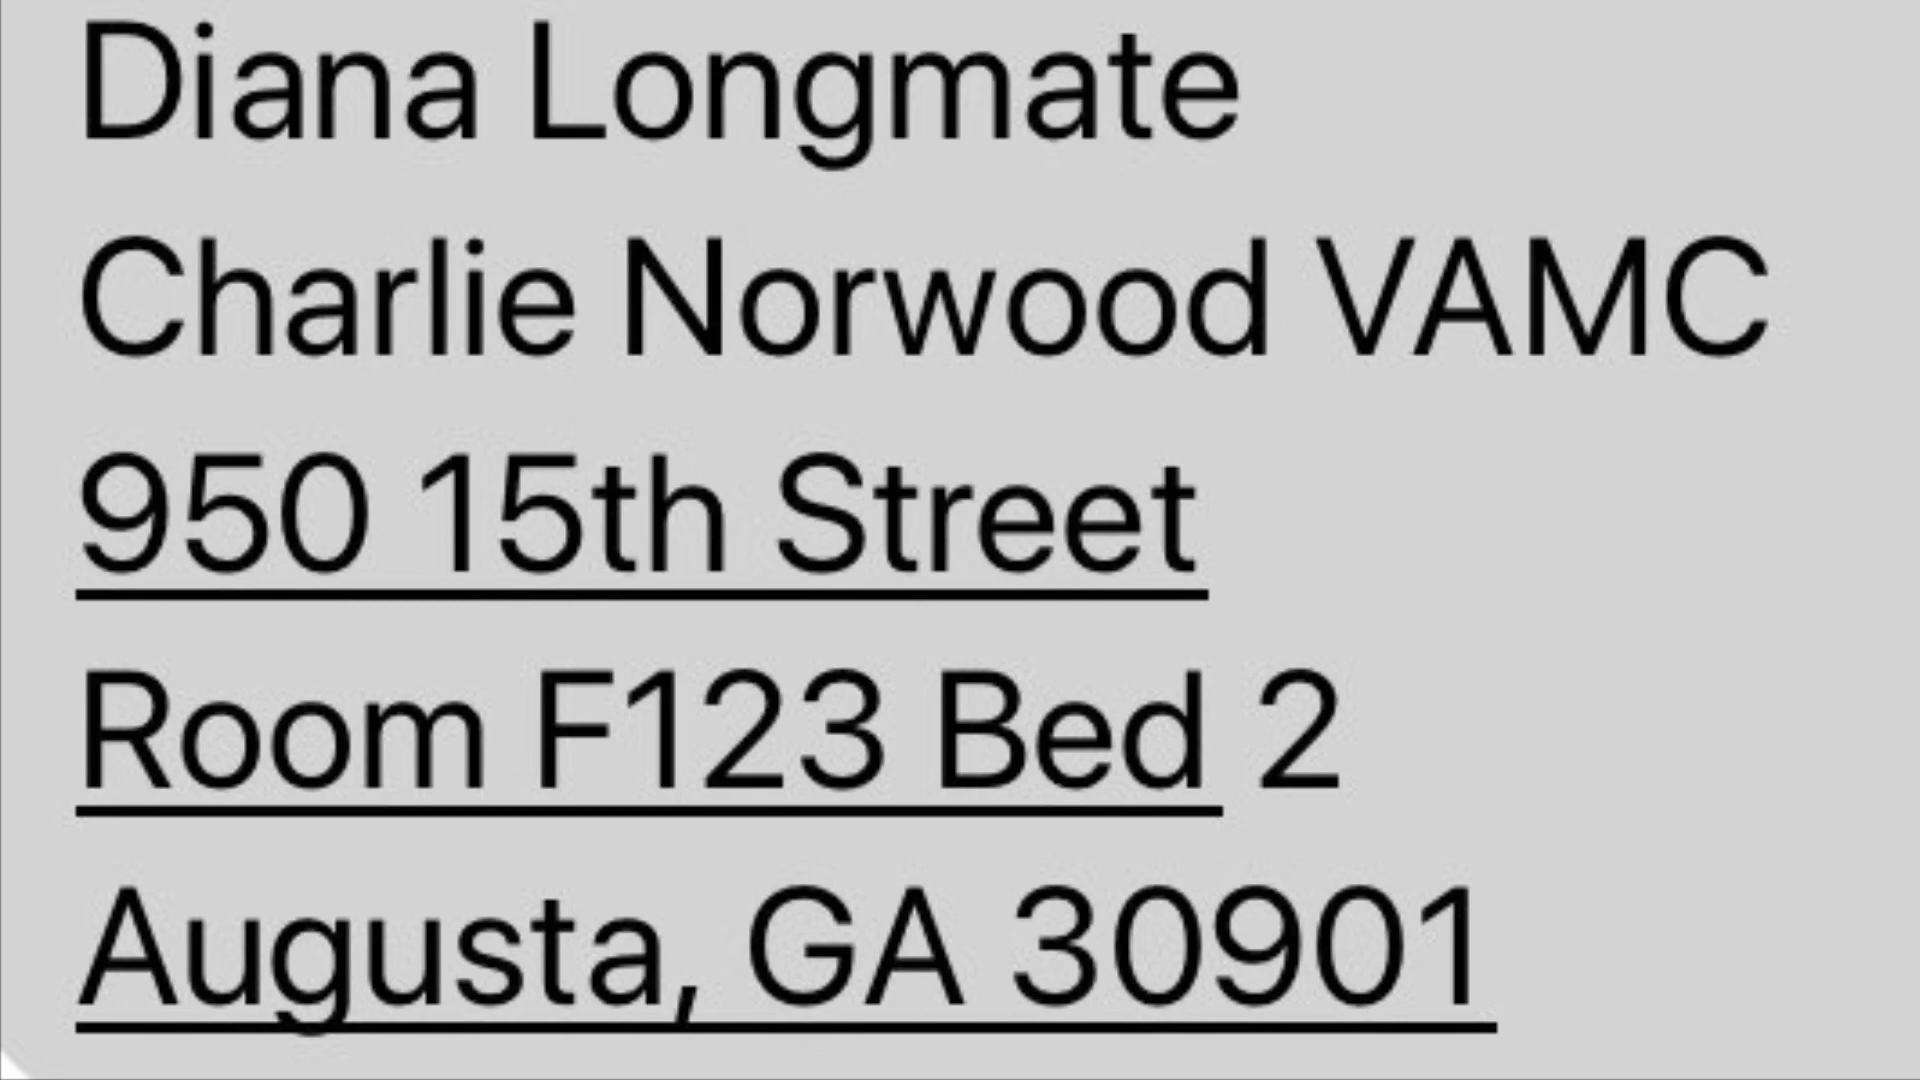 Diana Longmate
Charlie Norwood VAMC
950 15th Street
Room F123 Bed 2
Augusta, GA 30901